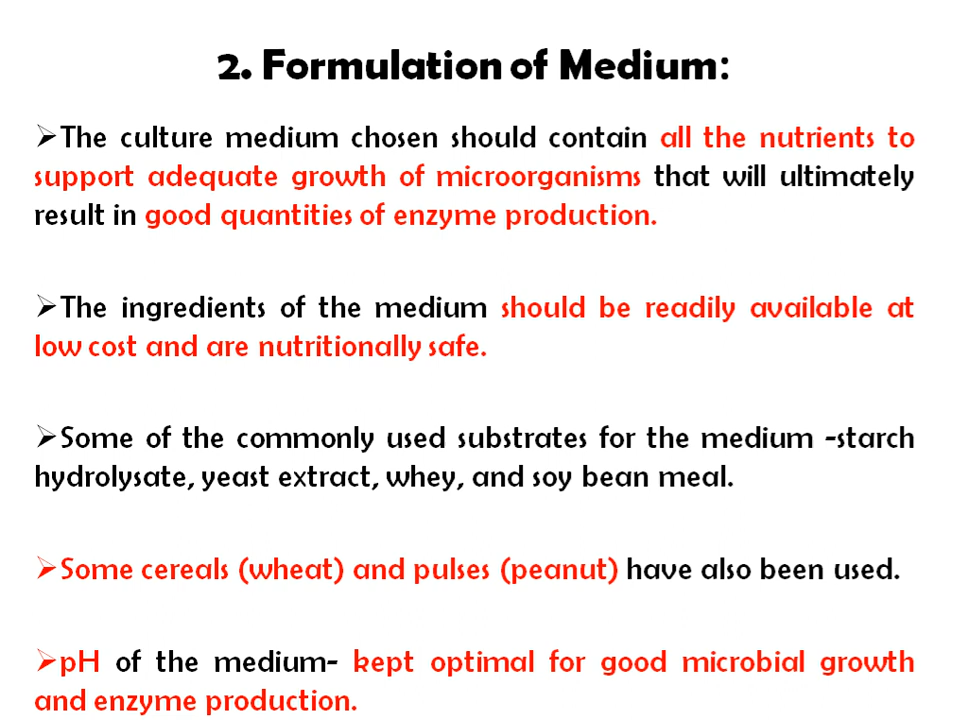 2. Formulation of Medium:
➢The culture medium chosen should contain all the nutrients to
support adequate growth of microorganisms that will ultimately
result in good quantities of enzyme production.
➢The ingredients of the medium should be readily available at
low cost and are nutritionally safe.
➢Some of the commonly used substrates for the medium -starch
hydrolysate, yeast extract, whey, and soy bean meal.
➢Some cereals (wheat) and pulses (peanut) have also been used.
➢pH of the medium- kept optimal for good microbial growth
and enzyme production.